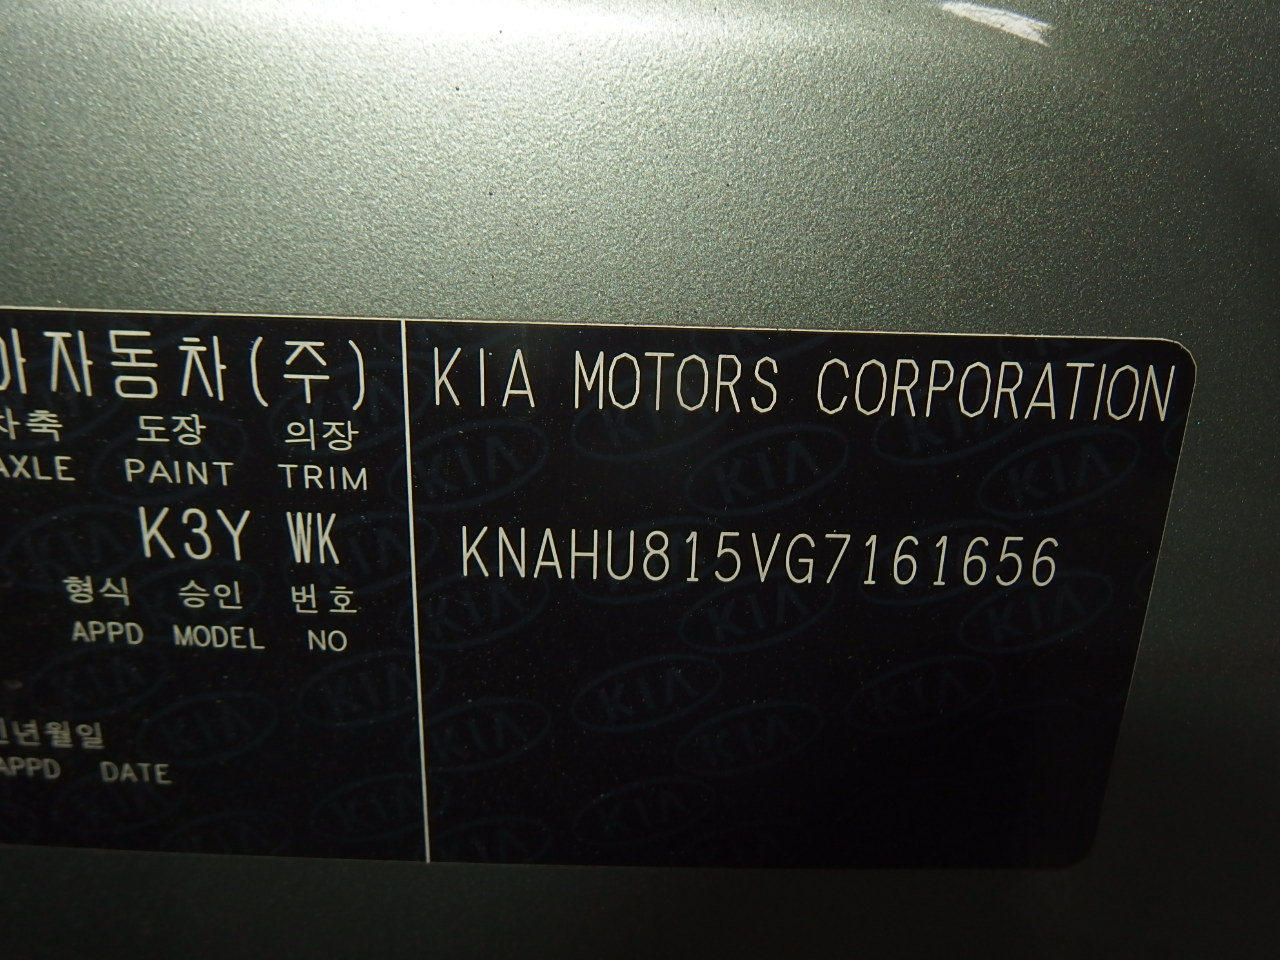 아자동차(주) KIA MOTORS CORPORATION
차축 도장 의장
AXLE PAINT TRIM
K3Y WK KNAHU815VG7161656
형식 승인 번호
APPD MODEL NO
년월일
APPD DATE